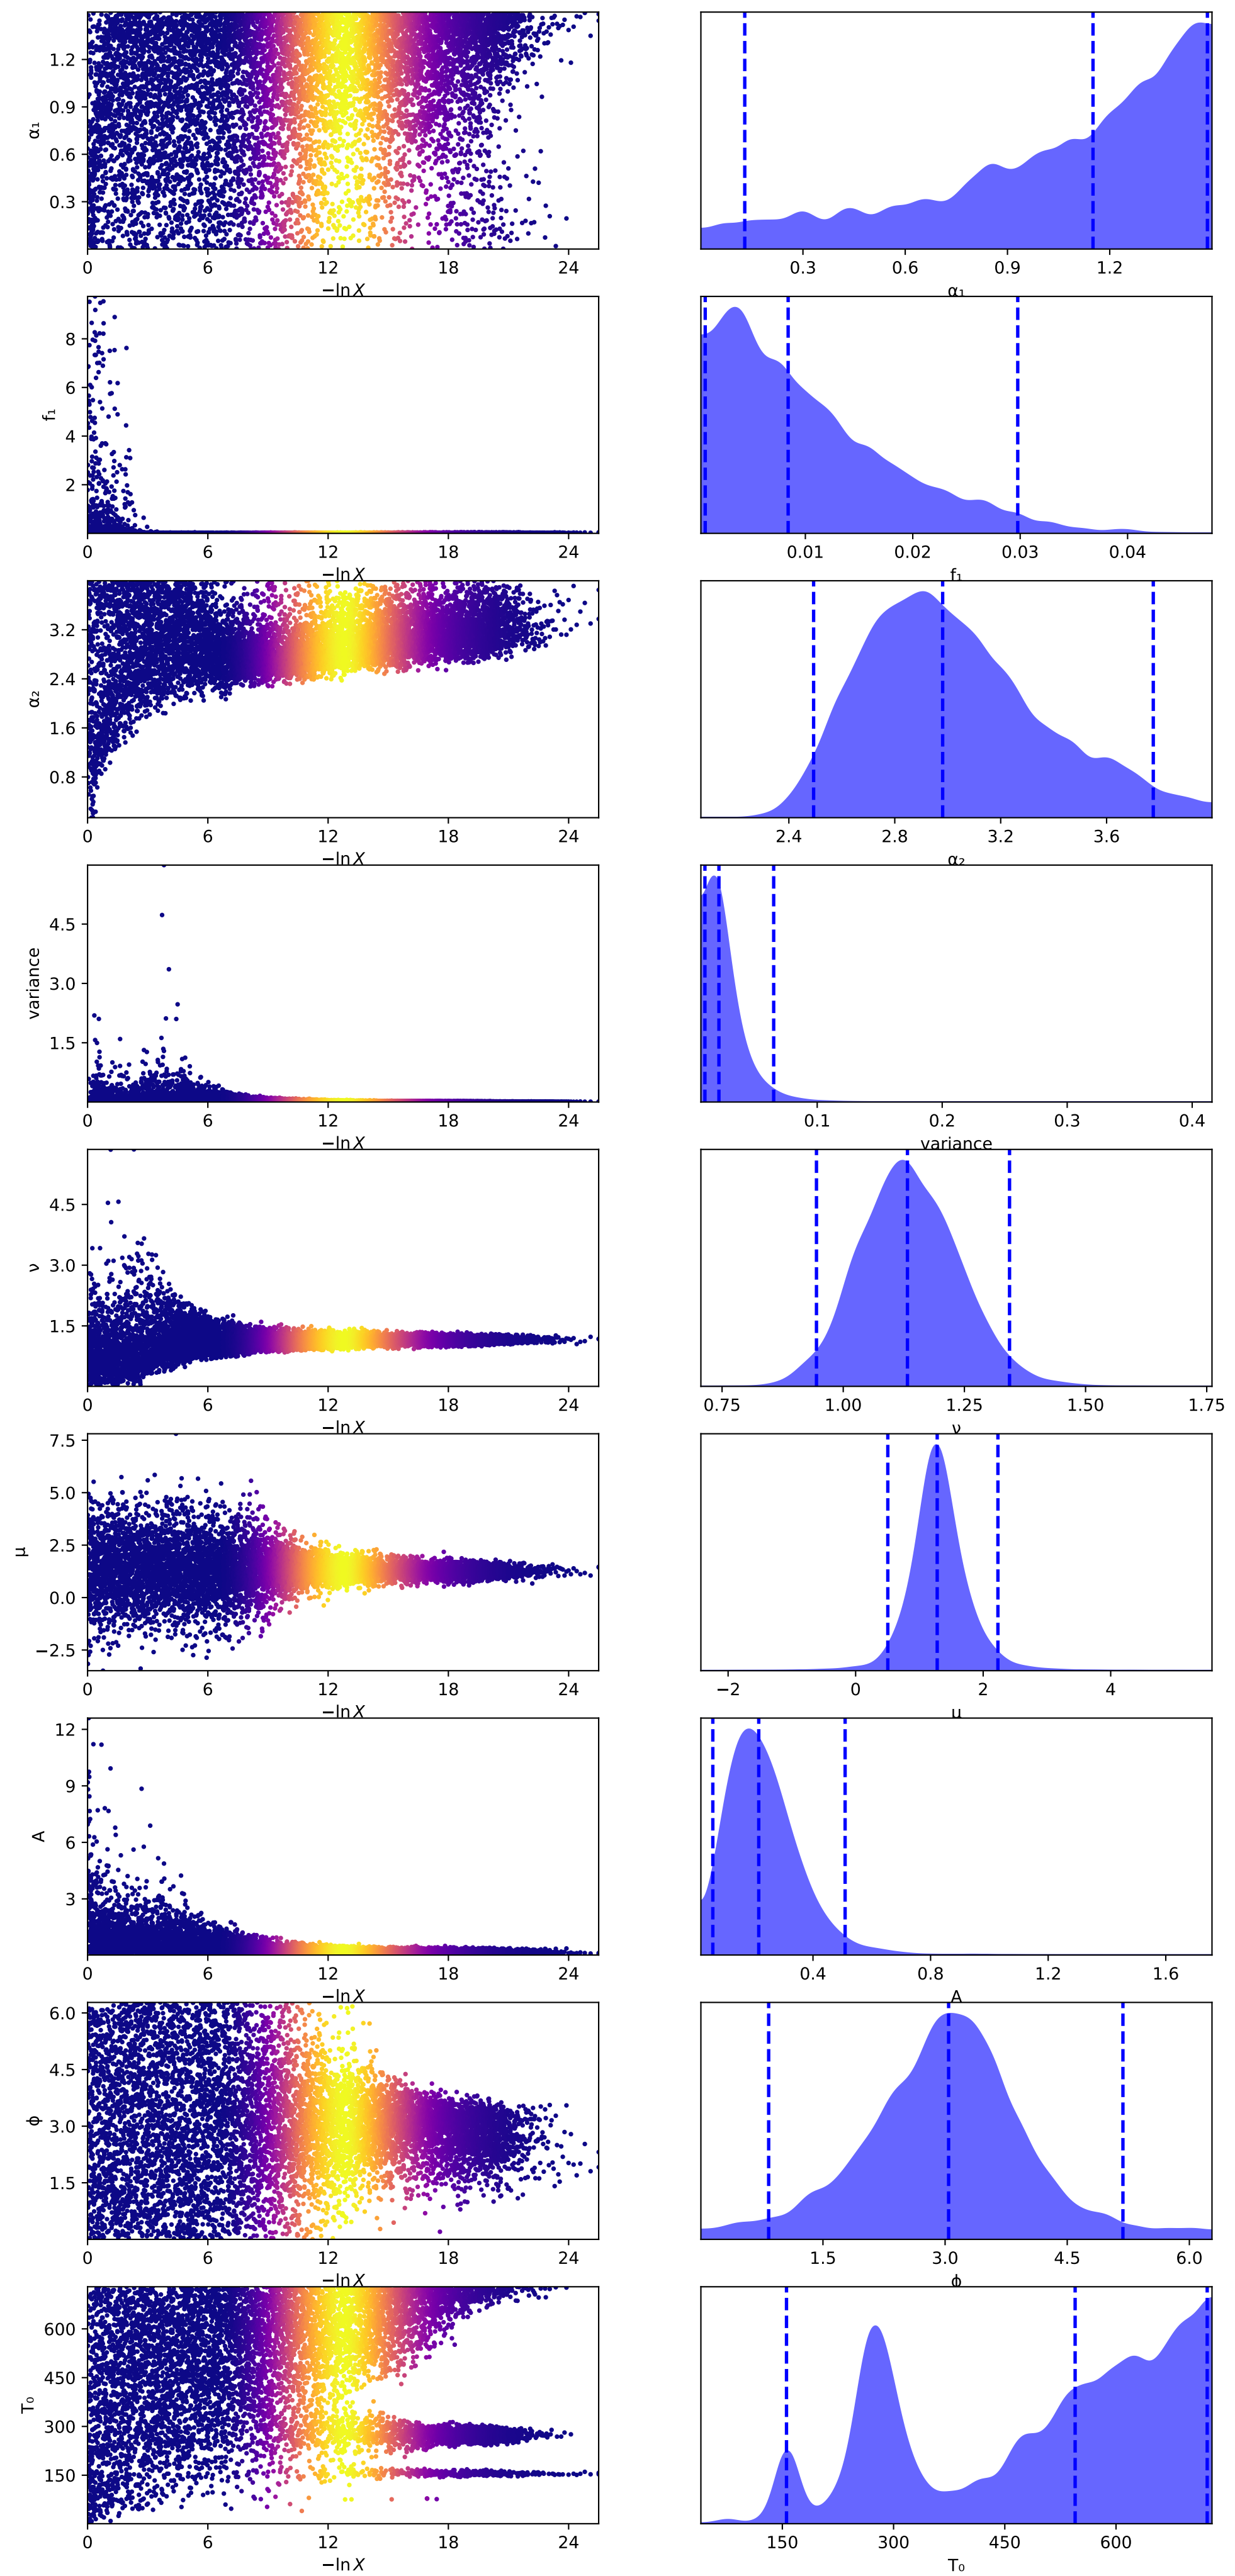 1.2
0.9
0.6
0.3
α₁
0 6 12 18 24
−ln X
0.3 0.6 0.9 1.2
α₁
8
6
4
2
f₁
0 6 12 18 24
−ln X
0.01 0.02 0.03 0.04
f₁
3.2
2.4
1.6
0.8
α₂
0 6 12 18 24
−ln X
2.4 2.8 3.2 3.6
α₂
4.5
3.0
1.5
variance
0 6 12 18 24
−ln X
0.1 0.2 0.3 0.4
variance
4.5
3.0
1.5
ν
0 6 12 18 24
−ln X
0.75 1.00 1.25 1.50 1.75
ν
7.5
5.0
2.5
0.0
−2.5
μ
0 6 12 18 24
−ln X
−2 0 2 4
μ
12
9
6
3
A
0 6 12 18 24
−ln X
0.4 0.8 1.2 1.6
A
6.0
4.5
3.0
1.5
ϕ
0 6 12 18 24
−ln X
1.5 3.0 4.5 6.0
ϕ
600
450
300
150
T₀
0 6 12 18 24
−ln X
150 300 450 600
T₀